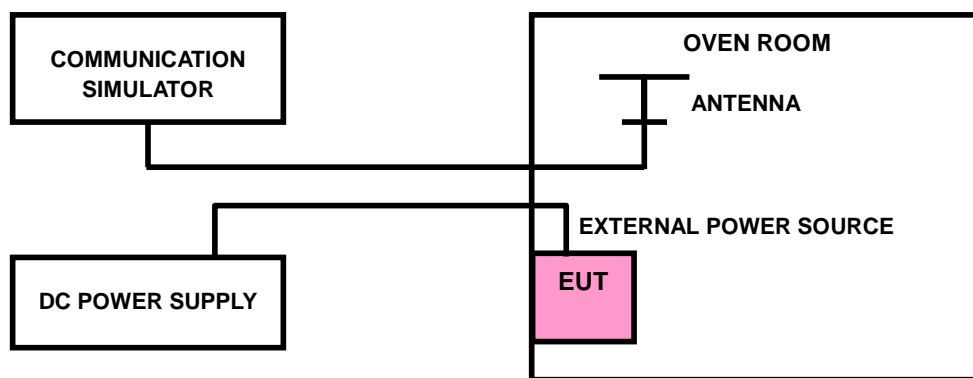 COMMUNICATION
SIMULATOR
OVEN ROOM
ANTENNA
EXTERNAL POWER SOURCE
DC POWER SUPPLY
EUT